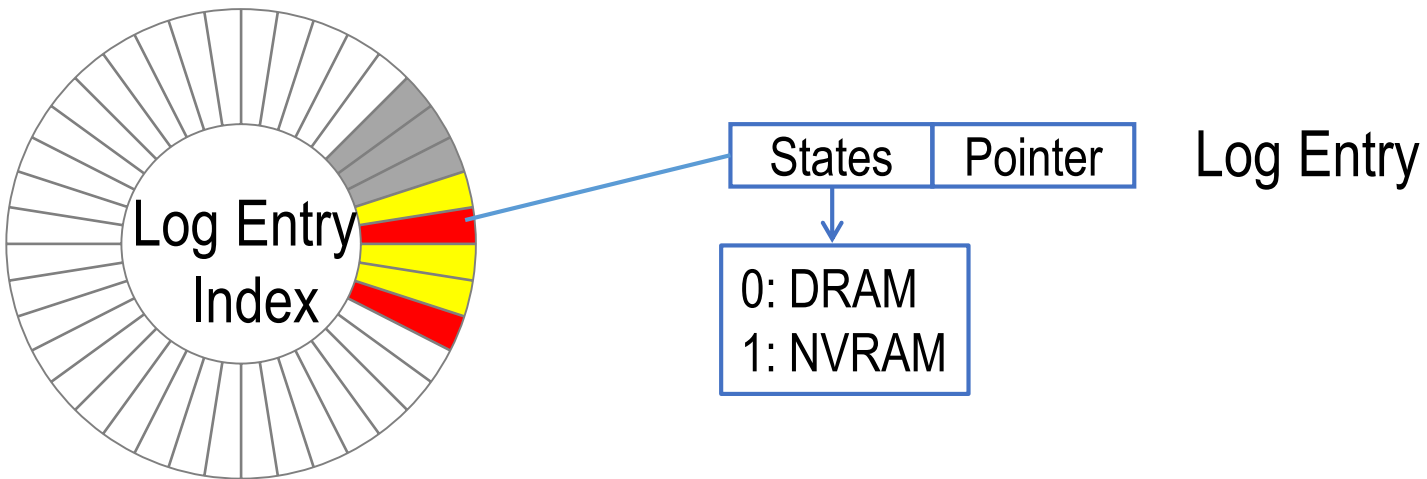 Log Entry
Index
States
Pointer
Log Entry
0: DRAM
1: NVRAM